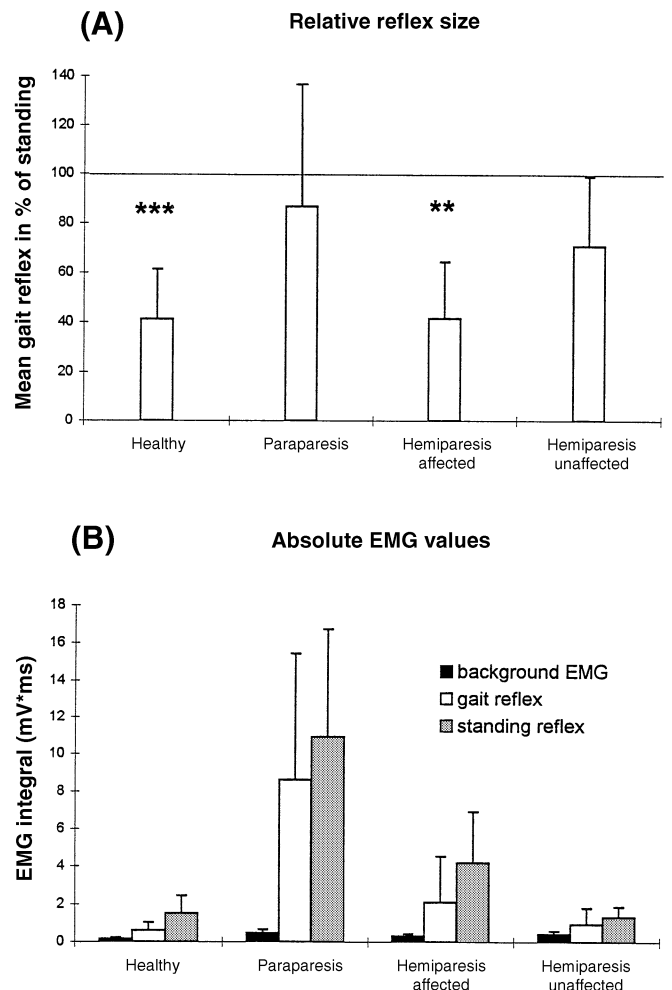 (A)
Relative reflex size
Mean gait reflex in % of standing
140
120
100
80
60
40
20
0
***
**
Healthy
Paraparesis
Hemiparesis
affected
Hemiparesis
unaffected
(B)
Absolute EMG values
EMG integral (mV*ms)
18
16
14
12
10
8
6
4
2
0
background EMG
gait reflex
standing reflex
Healthy
Paraparesis
Hemiparesis
affected
Hemiparesis
unaffected